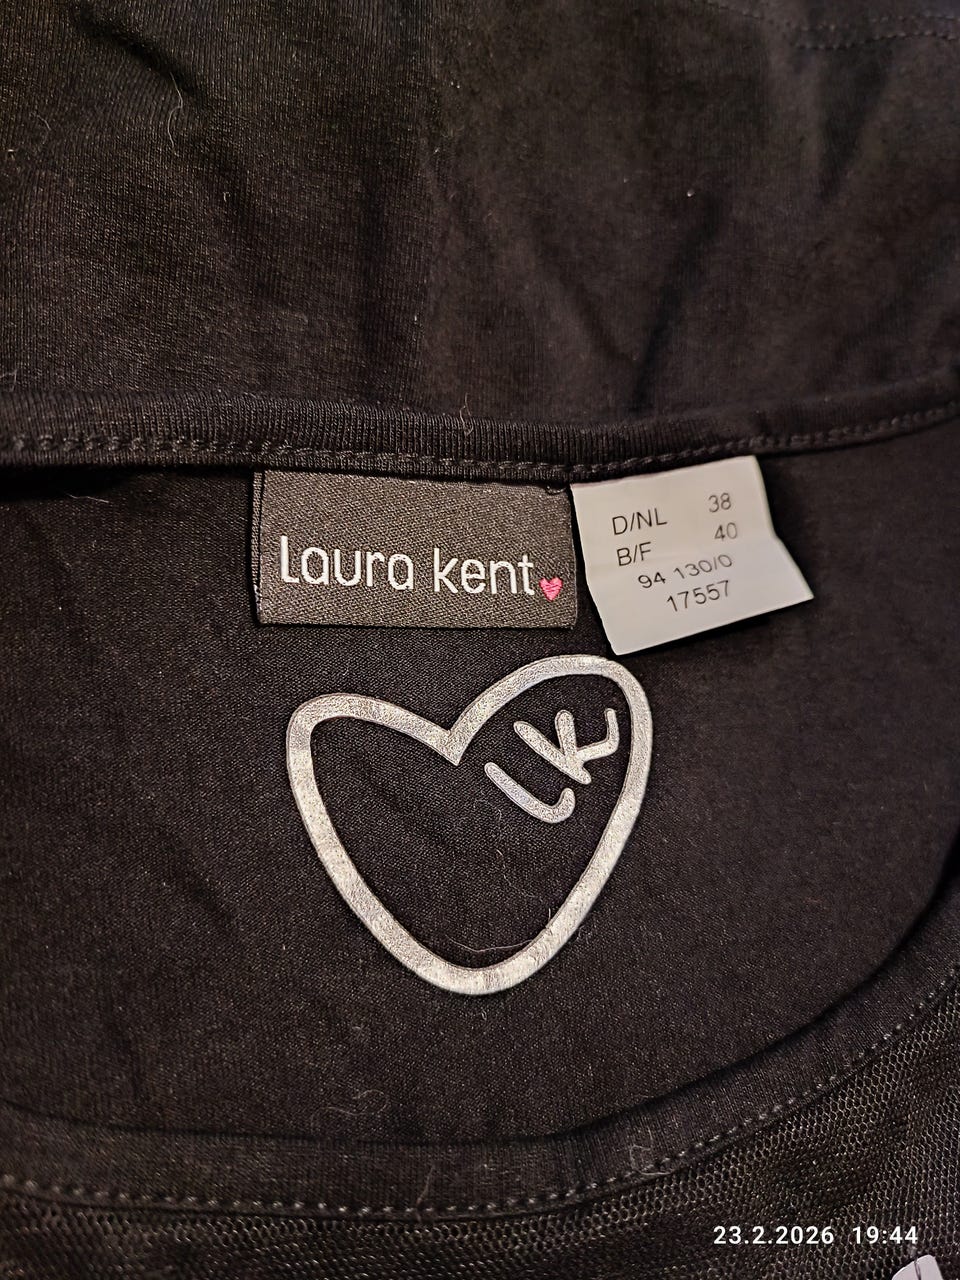 laura kent
D/NL 38
B/F 40
94 130/0
17557
lk
23.2.2026 19:44